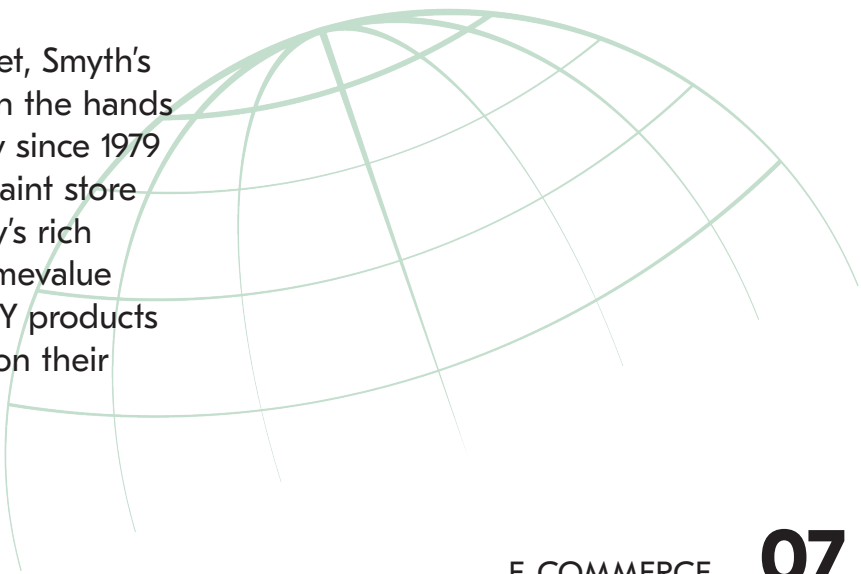 et, Smyth's
n the hands
y since 1979
aint store
y's rich
mevalue
Y products
on their
E-COMMERCE 07